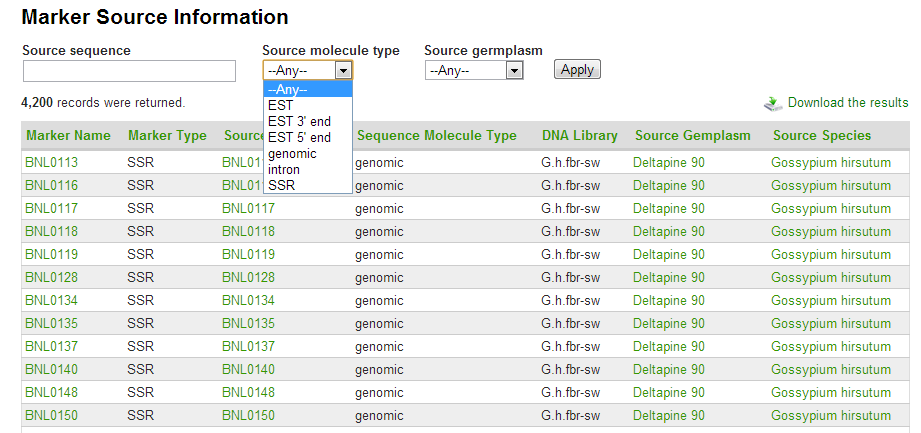 Marker Source Information
Source sequence Source molecule type Source germplasm
--Any-- --Any-- Apply
--Any--
EST
EST 3' end
EST 5' end
genomic
intron
SSR
4,200 records were returned. Download the results
Marker Name Marker Type Source Sequence Molecule Type DNA Library Source Gemplasm Source Species
BNL0113 SSR BNL01 genomic G.h.fbr-sw Deltapine 90 Gossypium hirsutum
BNL0116 SSR BNL01 genomic G.h.fbr-sw Deltapine 90 Gossypium hirsutum
BNL0117 SSR BNL0117 genomic G.h.fbr-sw Deltapine 90 Gossypium hirsutum
BNL0118 SSR BNL0118 genomic G.h.fbr-sw Deltapine 90 Gossypium hirsutum
BNL0119 SSR BNL0119 genomic G.h.fbr-sw Deltapine 90 Gossypium hirsutum
BNL0128 SSR BNL0128 genomic G.h.fbr-sw Deltapine 90 Gossypium hirsutum
BNL0134 SSR BNL0134 genomic G.h.fbr-sw Deltapine 90 Gossypium hirsutum
BNL0135 SSR BNL0135 genomic G.h.fbr-sw Deltapine 90 Gossypium hirsutum
BNL0137 SSR BNL0137 genomic G.h.fbr-sw Deltapine 90 Gossypium hirsutum
BNL0140 SSR BNL0140 genomic G.h.fbr-sw Deltapine 90 Gossypium hirsutum
BNL0148 SSR BNL0148 genomic G.h.fbr-sw Deltapine 90 Gossypium hirsutum
BNL0150 SSR BNL0150 genomic G.h.fbr-sw Deltapine 90 Gossypium hirsutum